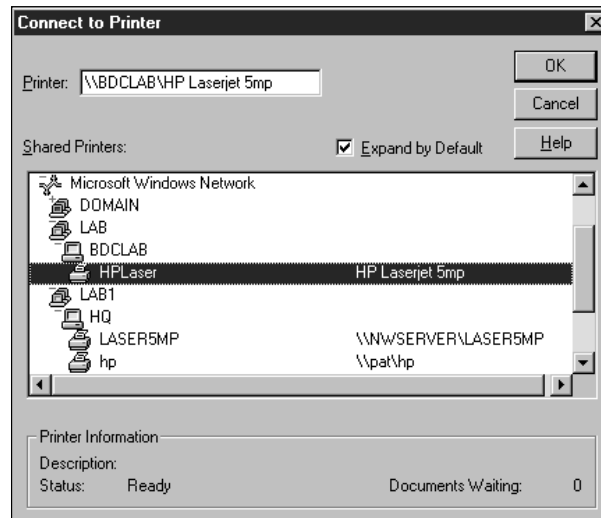 Connect to Printer
Printer: \\BDCLAB\HP Laserjet 5mp
OK
Cancel
Help
Shared Printers:
Expand by Default
Microsoft Windows Network
DOMAIN
LAB
BDCLAB
HPLaser HP Laserjet 5mp
LAB1
HQ
LASER5MP \\NWSERVER\LASER5MP
hp \\pat\hp
Printer Information
Description:
Status: Ready Documents Waiting: 0